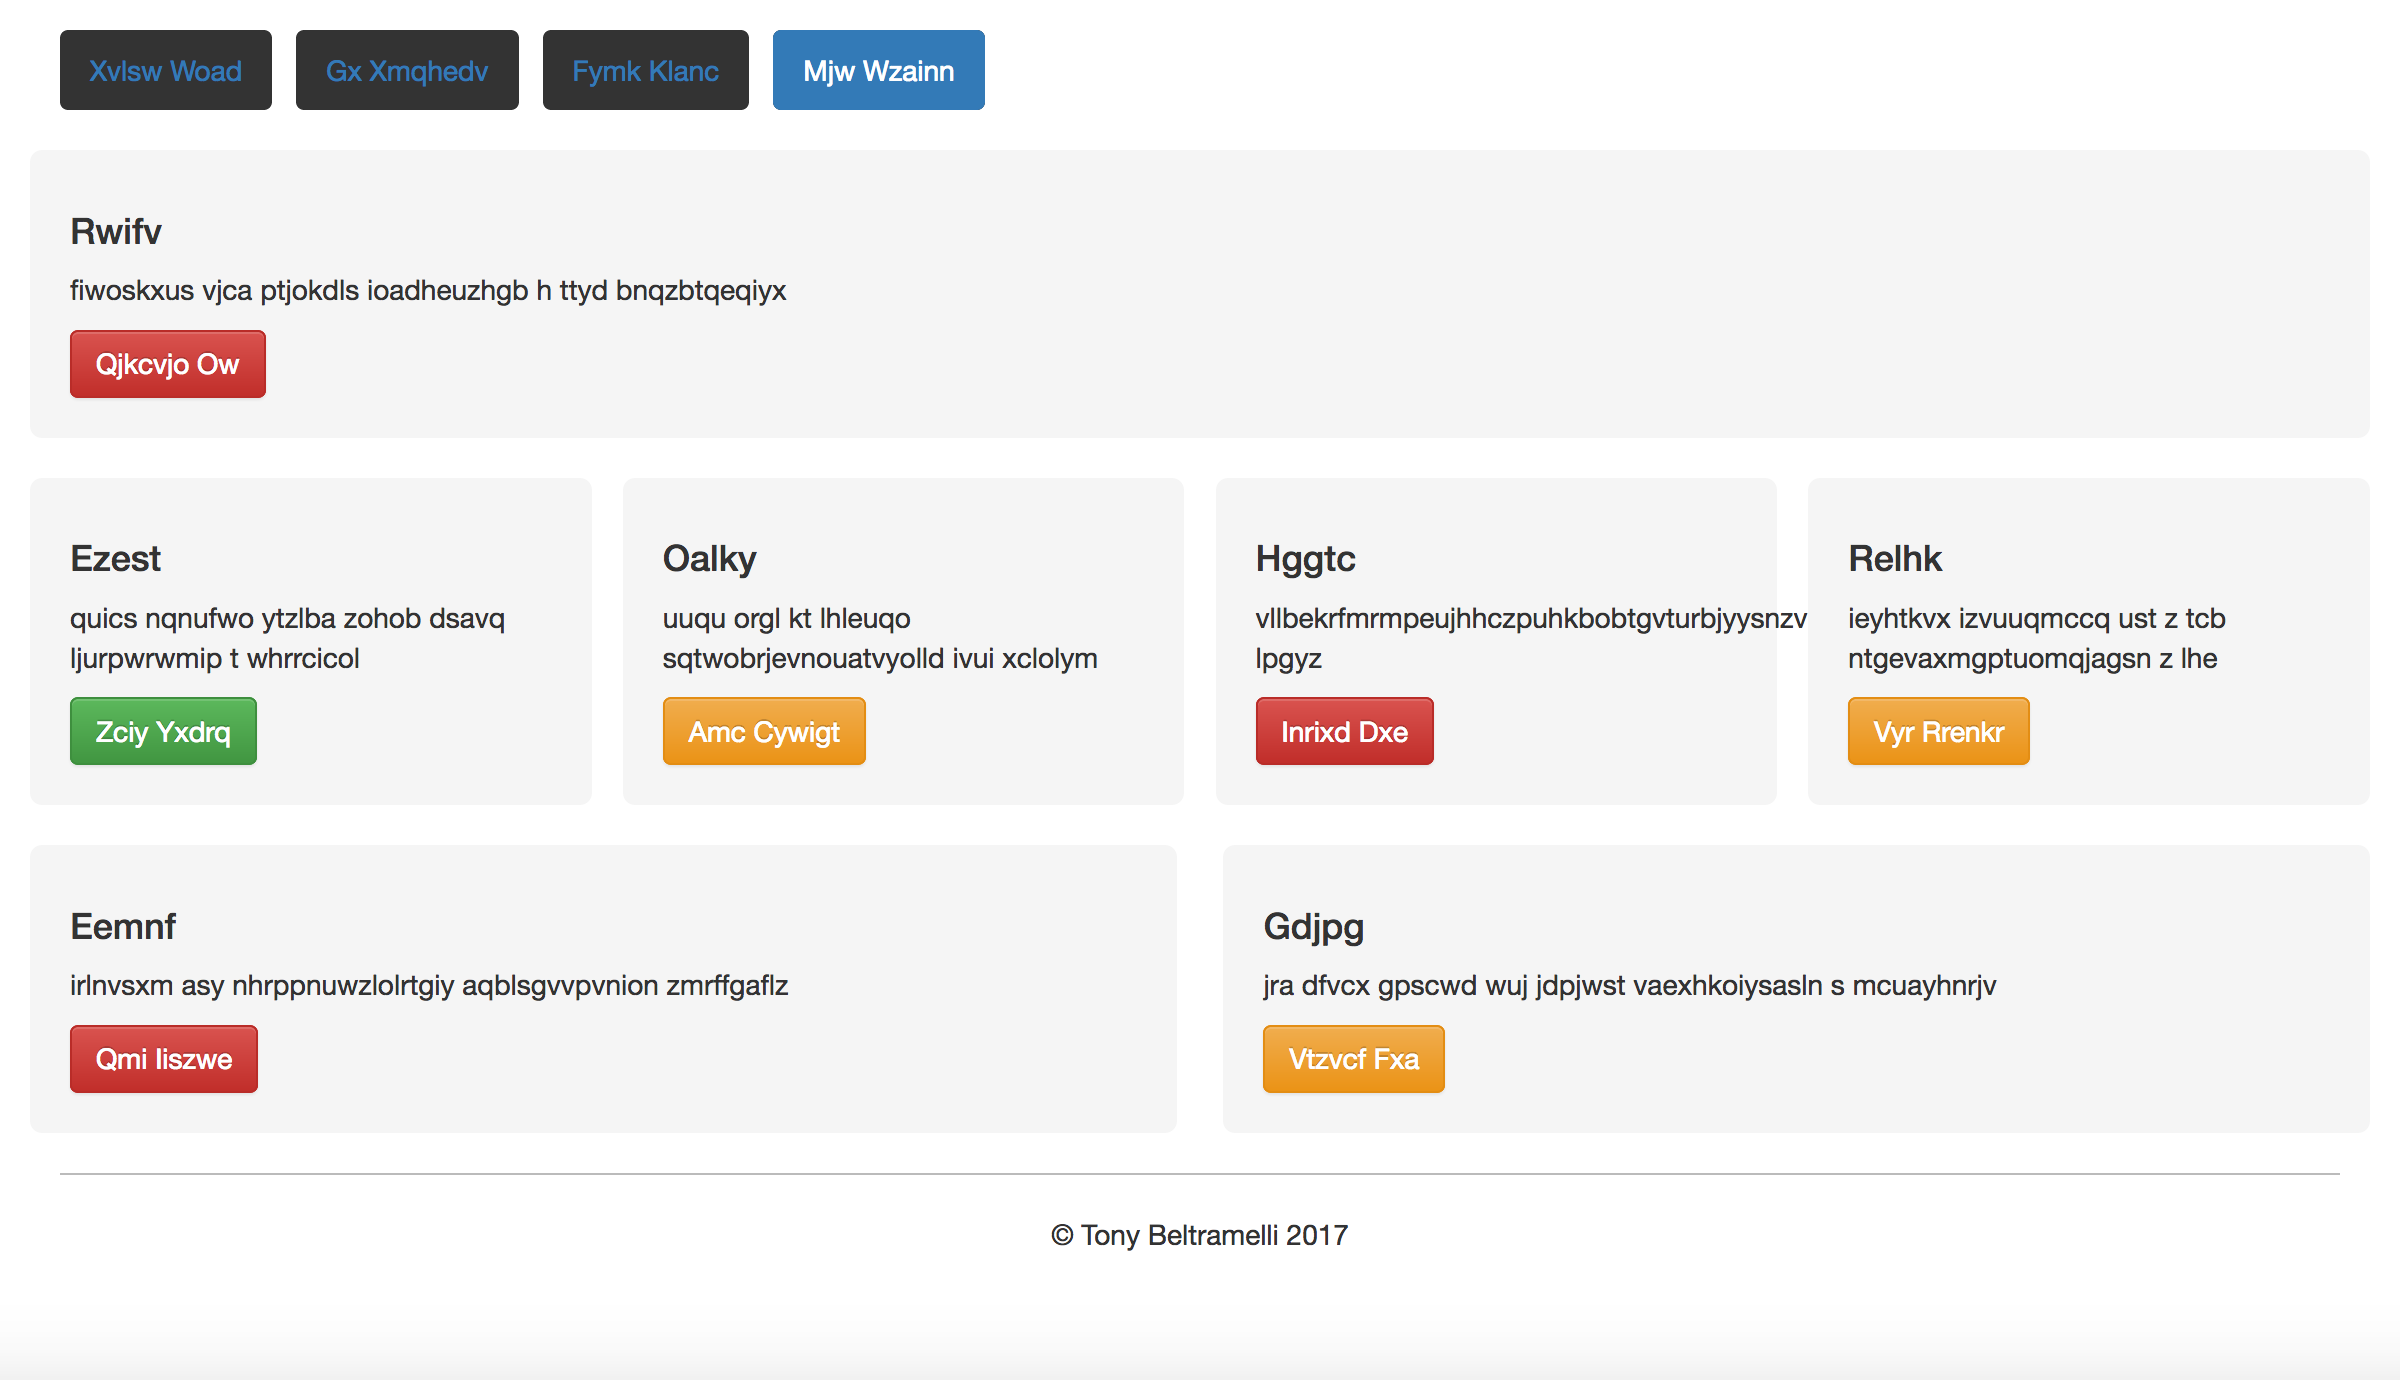 Xvlsw Woad
Gx Xmqhedv
Fymk Klanc
Mjw Wzainn
Rwifv
fiwoskxus vjca ptjokdls ioadheuzhgb h ttyd bnqzbtqeqiyx
Qjkcvjo Ow
Ezest
quics nqnufwo ytzlba zohob dsavq
ljurpwrwmip t whrrcicol
Zciy Yxdrq
Oalky
uuqu orgl kt lhleuqo
sqtwobrjevnouatvyolld ivui xclolym
Amc Cywigt
Hggtc
vllbekrfmrmpeujhhczpuhkbobtgvturbjyysnzv
lpgyz
Inrixd Dxe
Relhk
ieyhtkvx izvuuqmccq ust z tcb
ntgevaxmgptuomqjagsn z lhe
Vyr Rrenkr
Eemnf
irlnvsxm asy nhrppnuwzlolrtgiy aqblsgvvpvnion zmrffgaflz
Qmi Iiszwe
Gdjpg
jra dfvcx gpscwd wuj jdpjwst vaexhkoiysasln s mcuayhnrjv
Vtzvcf Fxa
© Tony Beltramelli 2017